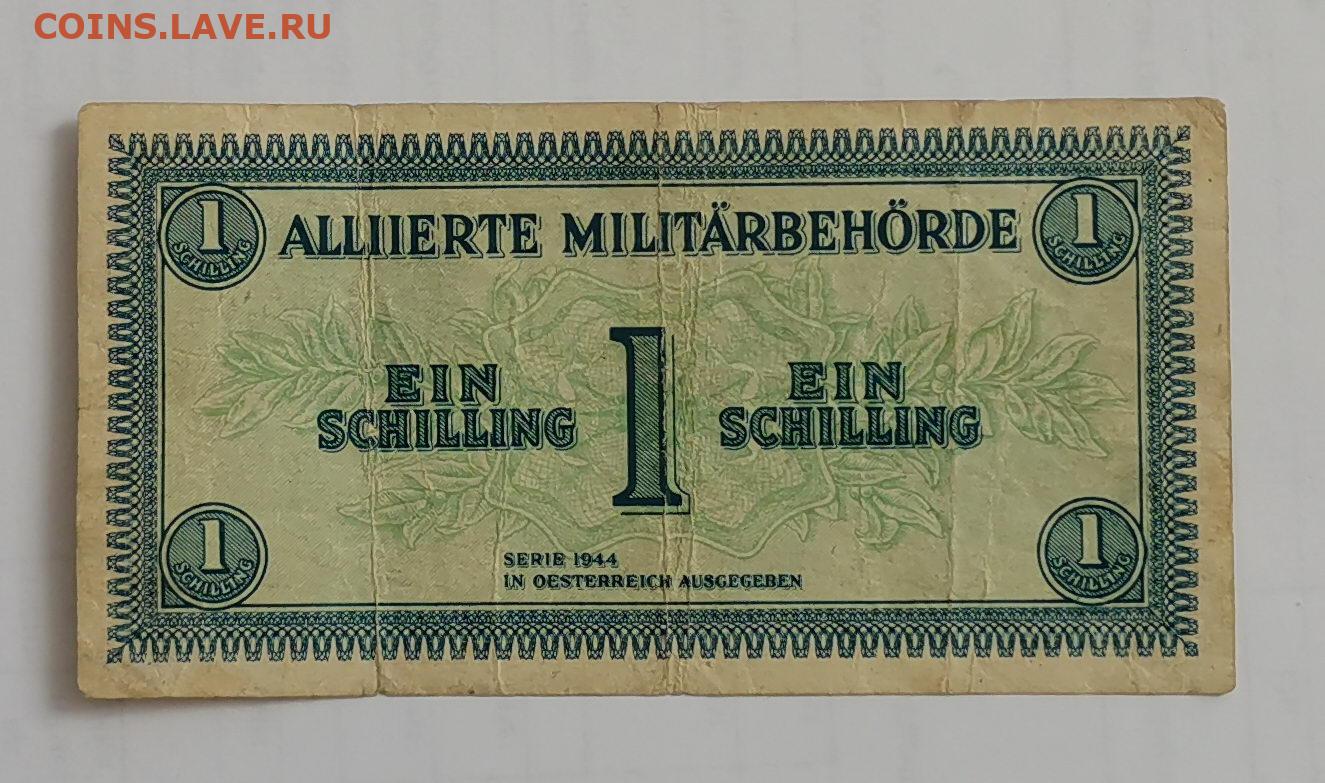 COINS.LAVE.RU
1 SCHILLING
ALLIIERTE MILITÄRBEHÖRDE
1 SCHILLING
EIN SCHILLING
1
EIN SCHILLING
1 SCHILLING
SERIE 1944
IN OESTERREICH AUSGEGEBEN
1 SCHILLING